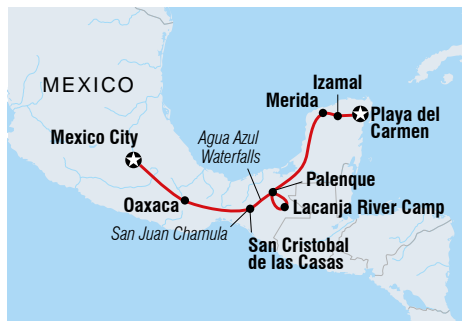 MEXICO
Izamal
Merida
Playa del
Carmen
Mexico City
Agua Azul
Waterfalls
Palenque
Oaxaca
Lacanja River Camp
San Juan Chamula
San Cristobal
de las Casas